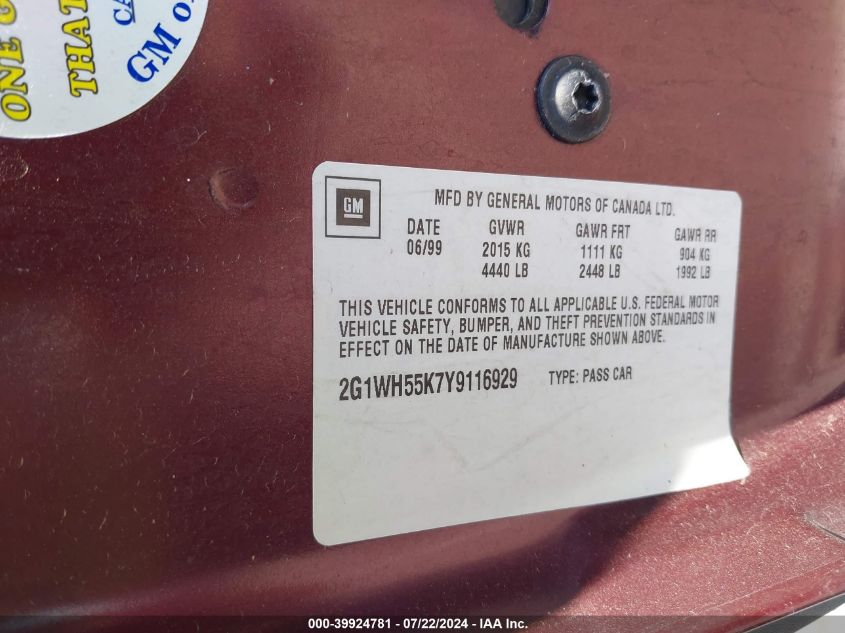 ONE
THAT
CA
GM
GM
MFD BY GENERAL MOTORS OF CANADA LTD.
DATE GVWR GAWR FRT GAWR RR
06/99 2015 KG 1111 KG 904 KG
4440 LB 2448 LB 1992 LB
THIS VEHICLE CONFORMS TO ALL APPLICABLE U.S. FEDERAL MOTOR
VEHICLE SAFETY, BUMPER, AND THEFT PREVENTION STANDARDS IN
EFFECT ON THE DATE OF MANUFACTURE SHOWN ABOVE.
2G1WH55K7Y9116929 TYPE: PASS CAR
000-39924781 - 07/22/2024 - IAA Inc.